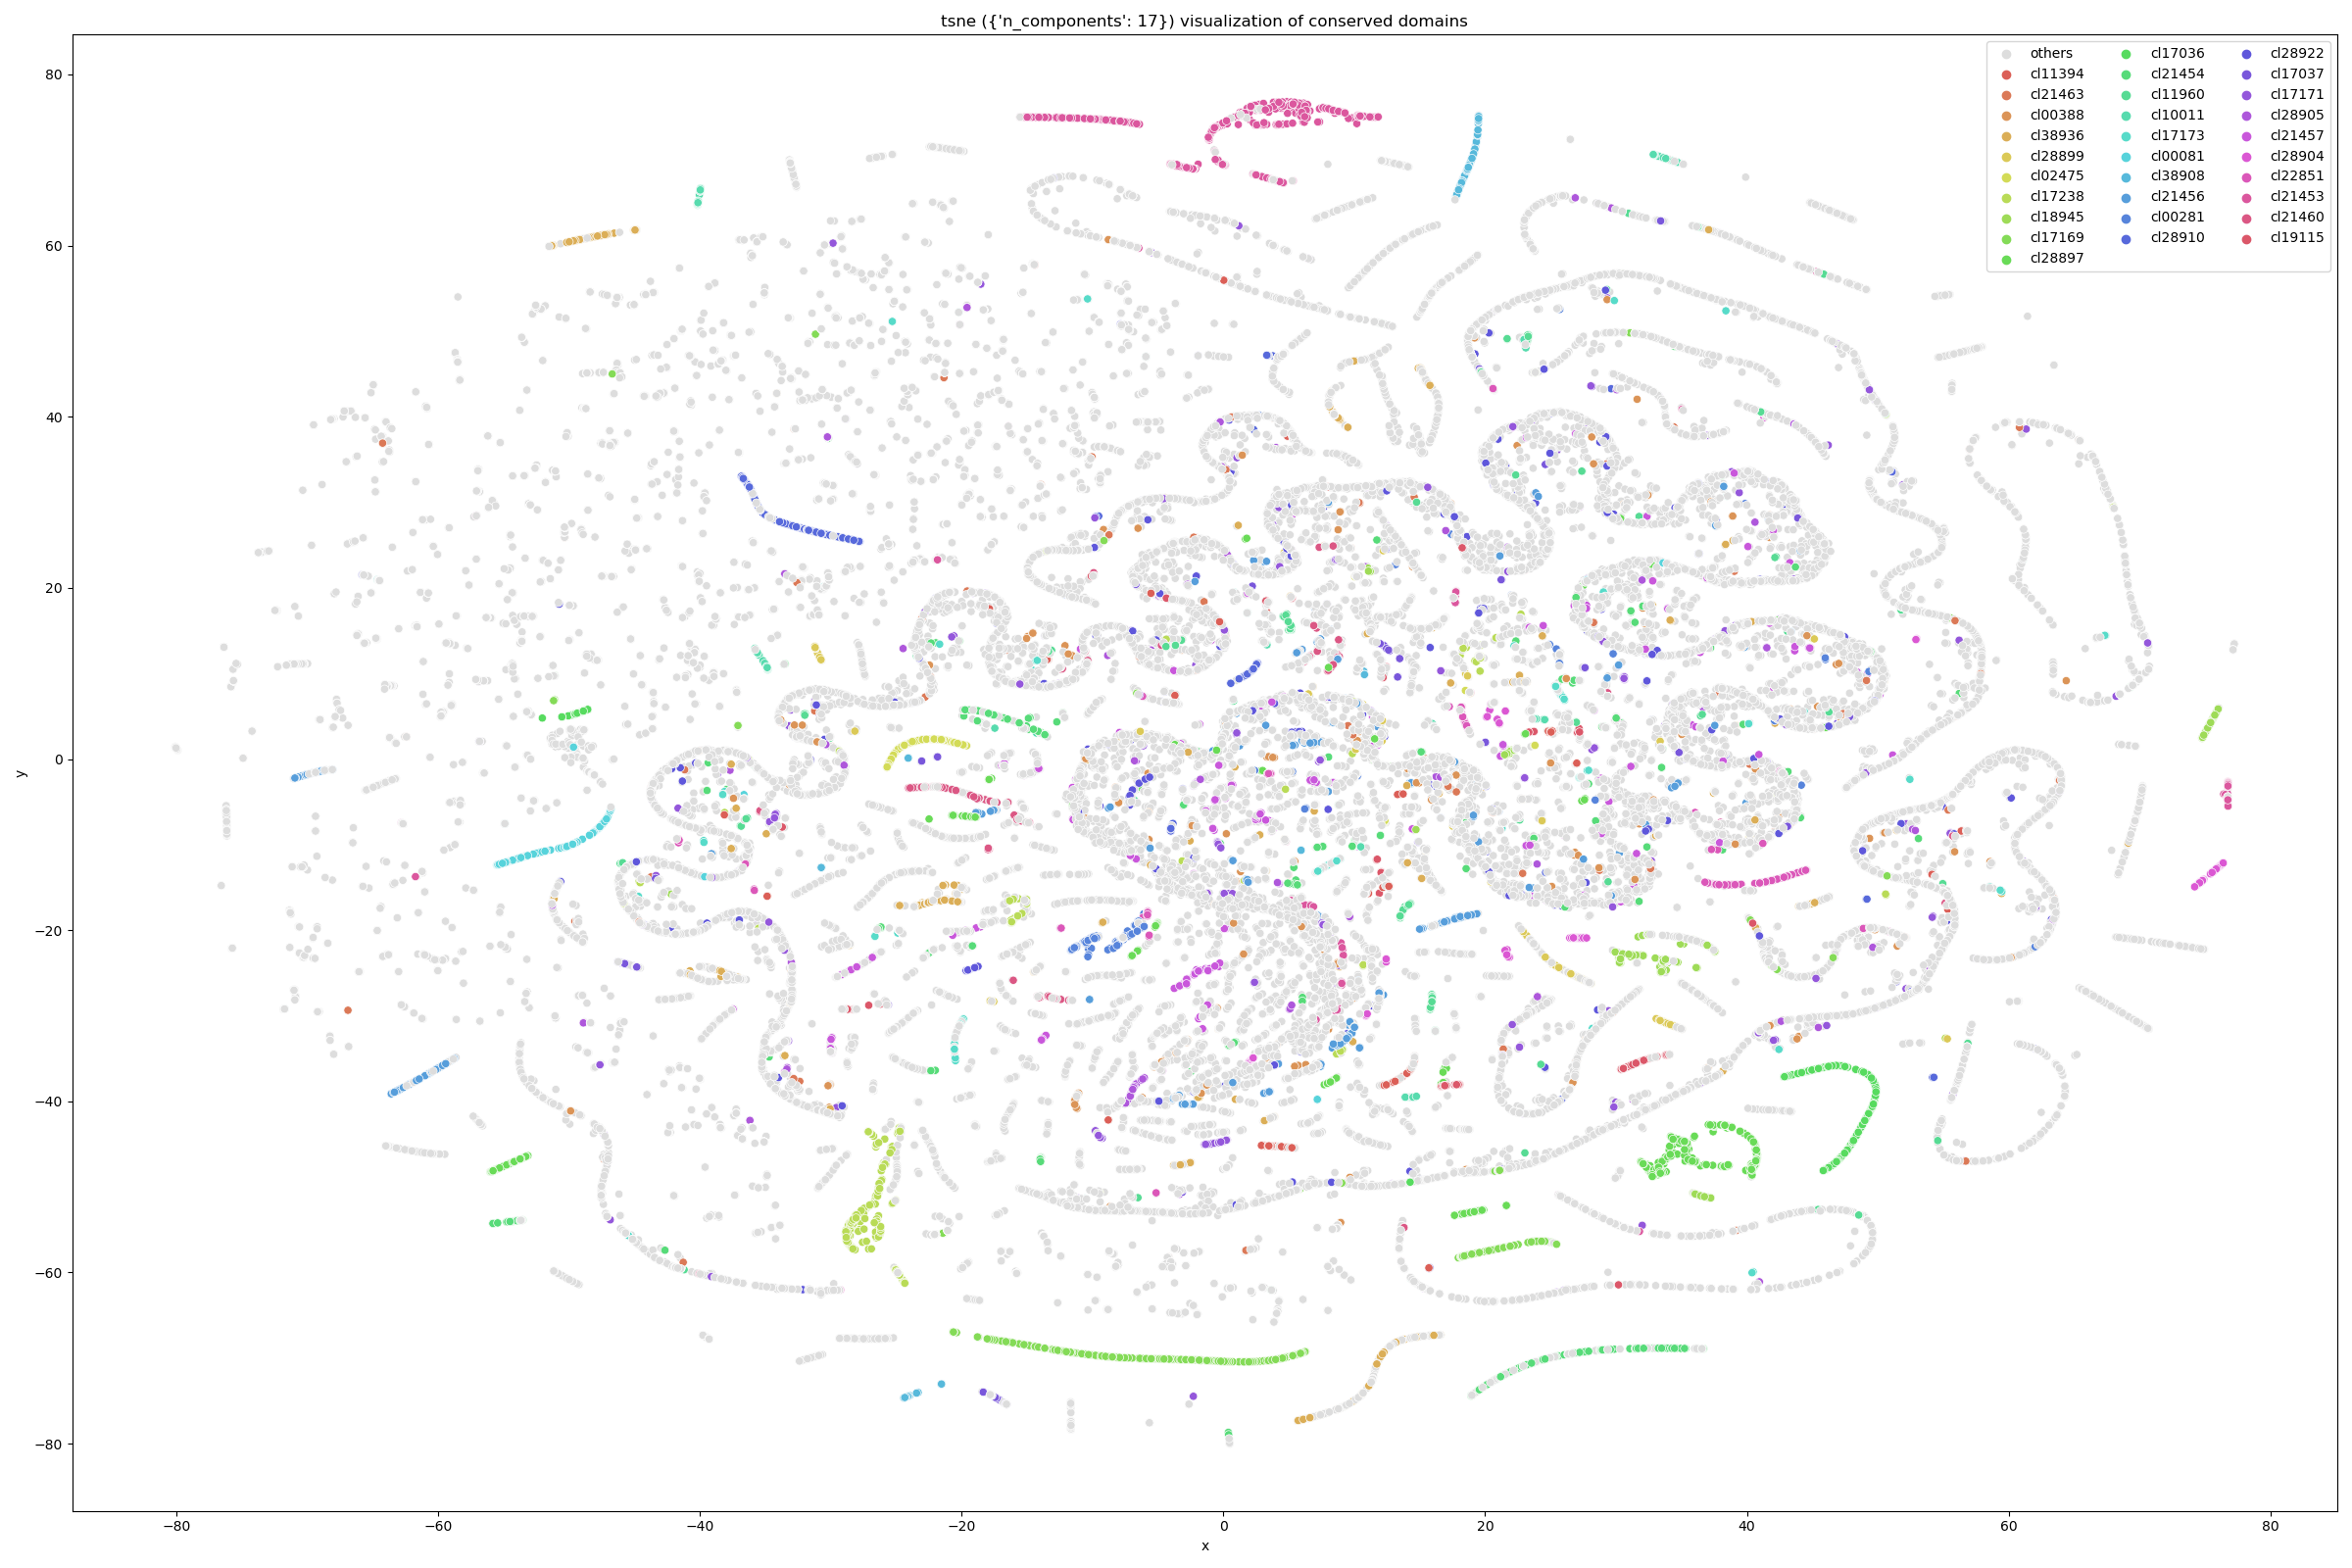 tsne ({'n_components': 17}) visualization of conserved domains
others
cl11394
cl21463
cl00388
cl38936
cl28899
cl02475
cl17238
cl18945
cl17169
cl28897
cl17036
cl21454
cl11960
cl10011
cl17173
cl00081
cl38908
cl21456
cl00281
cl28910
cl28922
cl17037
cl17171
cl28905
cl21457
cl28904
cl22851
cl21453
cl21460
cl19115
80
60
40
20
0
−20
−40
−60
−80
y
−80 −60 −40 −20 0 20 40 60 80
x